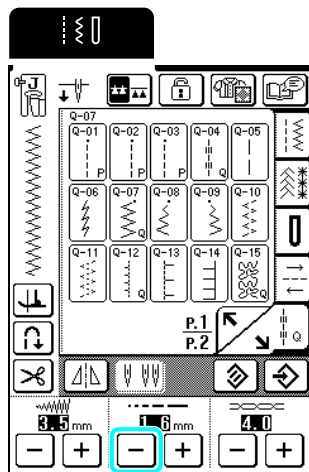 J
Q-07
Q-01 Q-02 Q-03 Q-04 Q-05
P P P Q
Q-06 Q-07 Q-08 Q-09 Q-10
Q
Q-11 Q-12 Q-13 Q-14 Q-15
Q Q
P.1
P.2
Q
3.5 mm 1.6 mm 4.0
− + − + − +